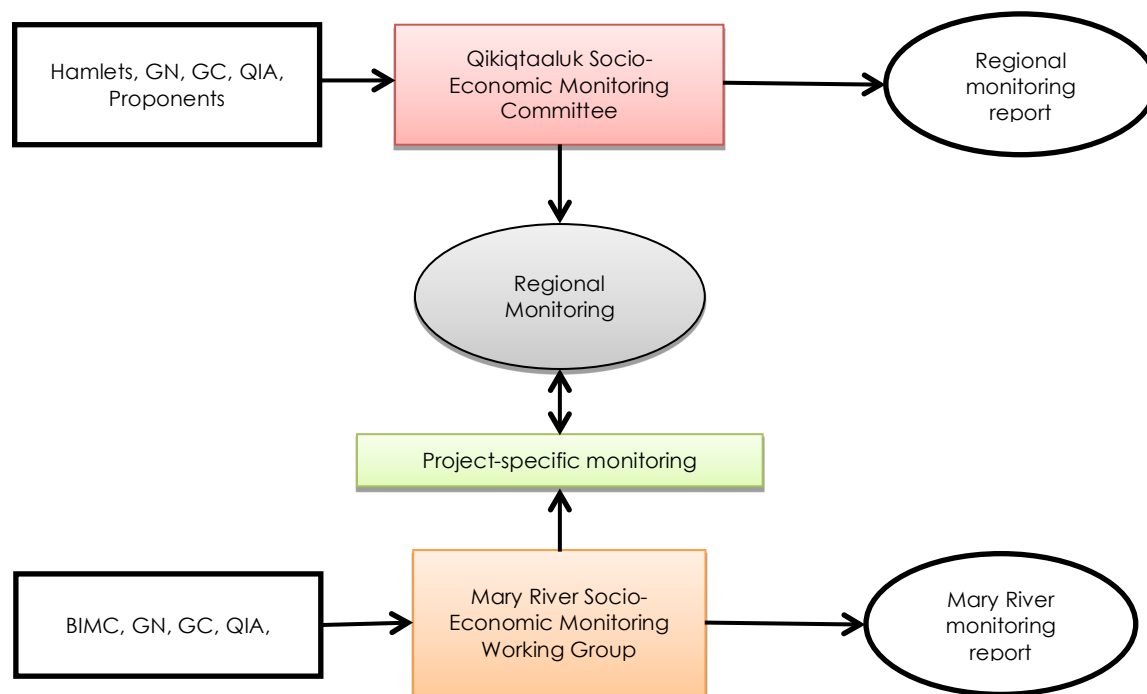 Hamlets, GN, GC, QIA,
Proponents
Qikiqtaaluk Socio-
Economic Monitoring
Committee
Regional
monitoring
report
Regional
Monitoring
Project-specific monitoring
BIMC, GN, GC, QIA,
Mary River Socio-
Economic Monitoring
Working Group
Mary River
monitoring
report